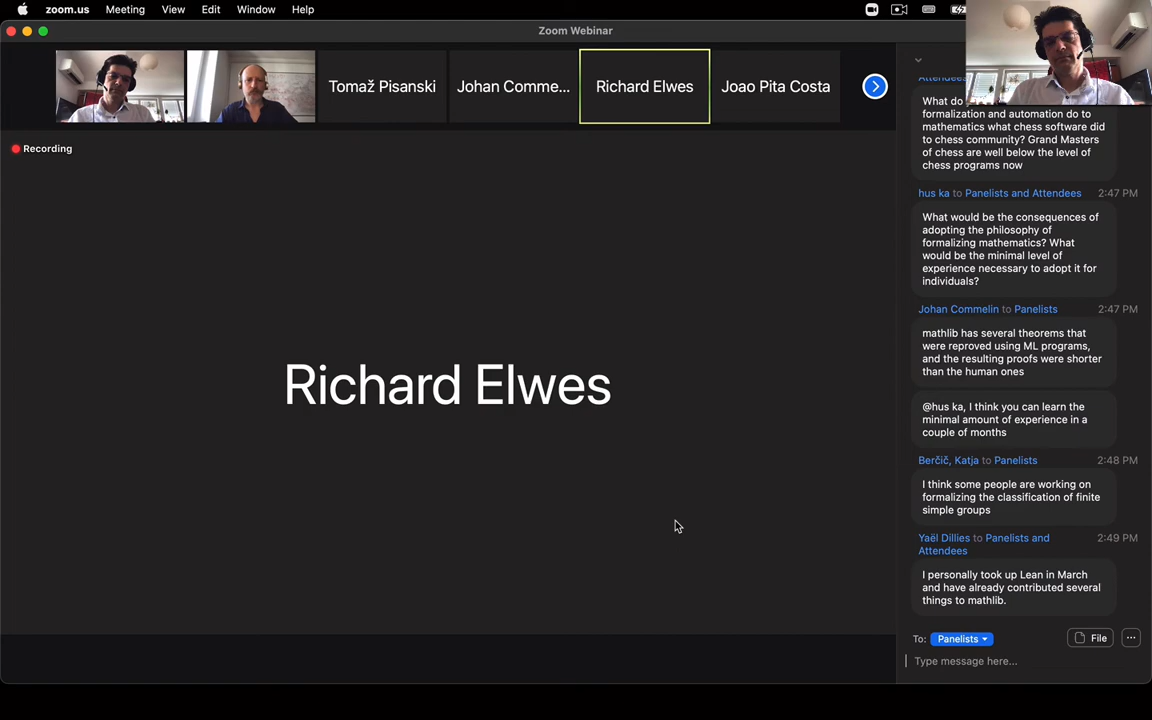 zoom.us Meeting View Edit Window Help
Zoom Webinar
Tomaž Pisanski
Johan Comme...
Richard Elwes
Joao Pita Costa
Recording
Richard Elwes
Attendees
What do
formalization and automation do to
mathematics what chess software did
to chess community? Grand Masters
of chess are well below the level of
chess programs now
hus ka to Panelists and Attendees 2:47 PM
What would be the consequences of
adopting the philosophy of
formalizing mathematics? What
would be the minimal level of
experience necessary to adopt it for
individuals?
Johan Commelin to Panelists 2:47 PM
mathlib has several theorems that
were reproved using ML programs,
and the resulting proofs were shorter
than the human ones
@hus ka, I think you can learn the
minimal amount of experience in a
couple of months
Berčič, Katja to Panelists 2:48 PM
I think some people are working on
formalizing the classification of finite
simple groups
Yaël Dillies to Panelists and 2:49 PM
Attendees
I personally took up Lean in March
and have already contributed several
things to mathlib.
To: Panelists File ...
Type message here...